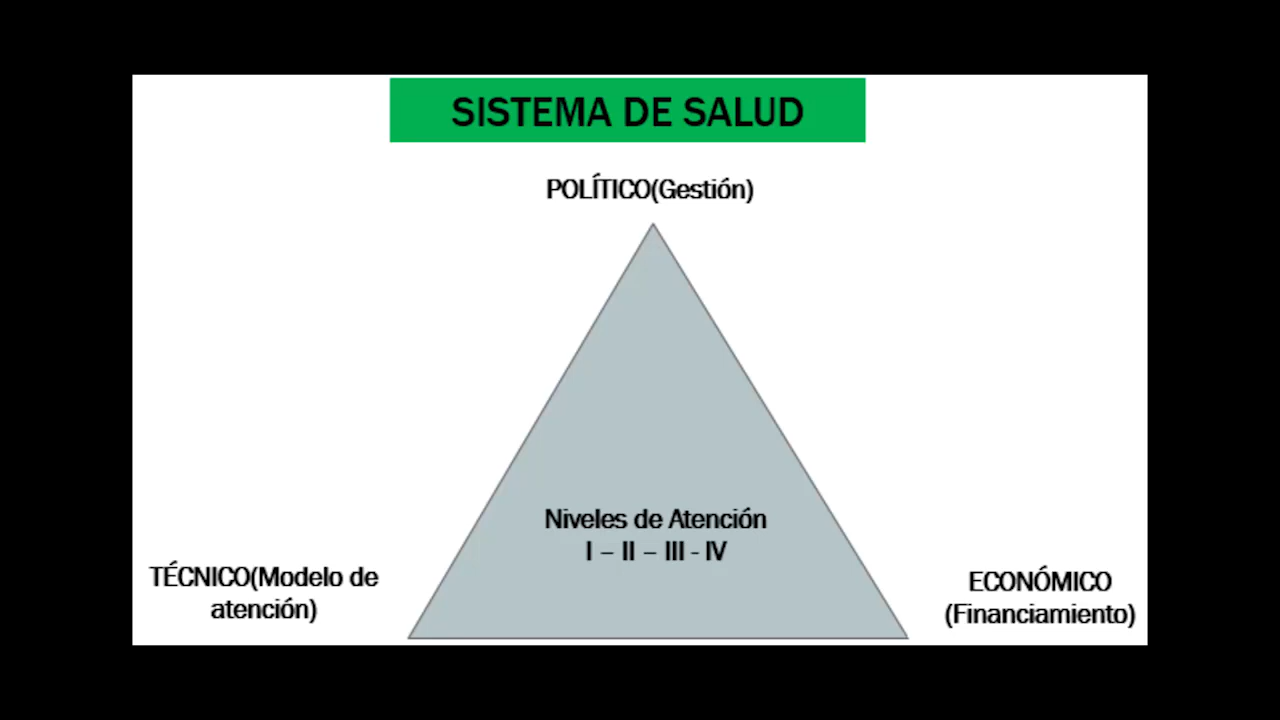 SISTEMA DE SALUD
POLÍTICO(Gestión)
Niveles de Atención
I – II – III - IV
TÉCNICO(Modelo de
atención)
ECONÓMICO
(Financiamiento)